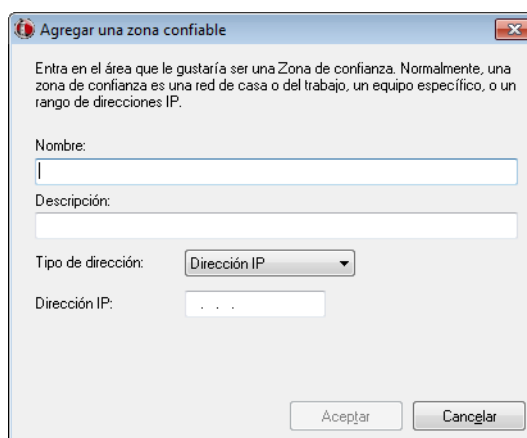 Agregar una zona confiable
Entra en el área que le gustaría ser una Zona de confianza. Normalmente, una
zona de confianza es una red de casa o del trabajo, un equipo específico, o un
rango de direcciones IP.
Nombre:
Descripción:
Tipo de dirección: Dirección IP
Dirección IP: . . .
Aceptar Cancelar